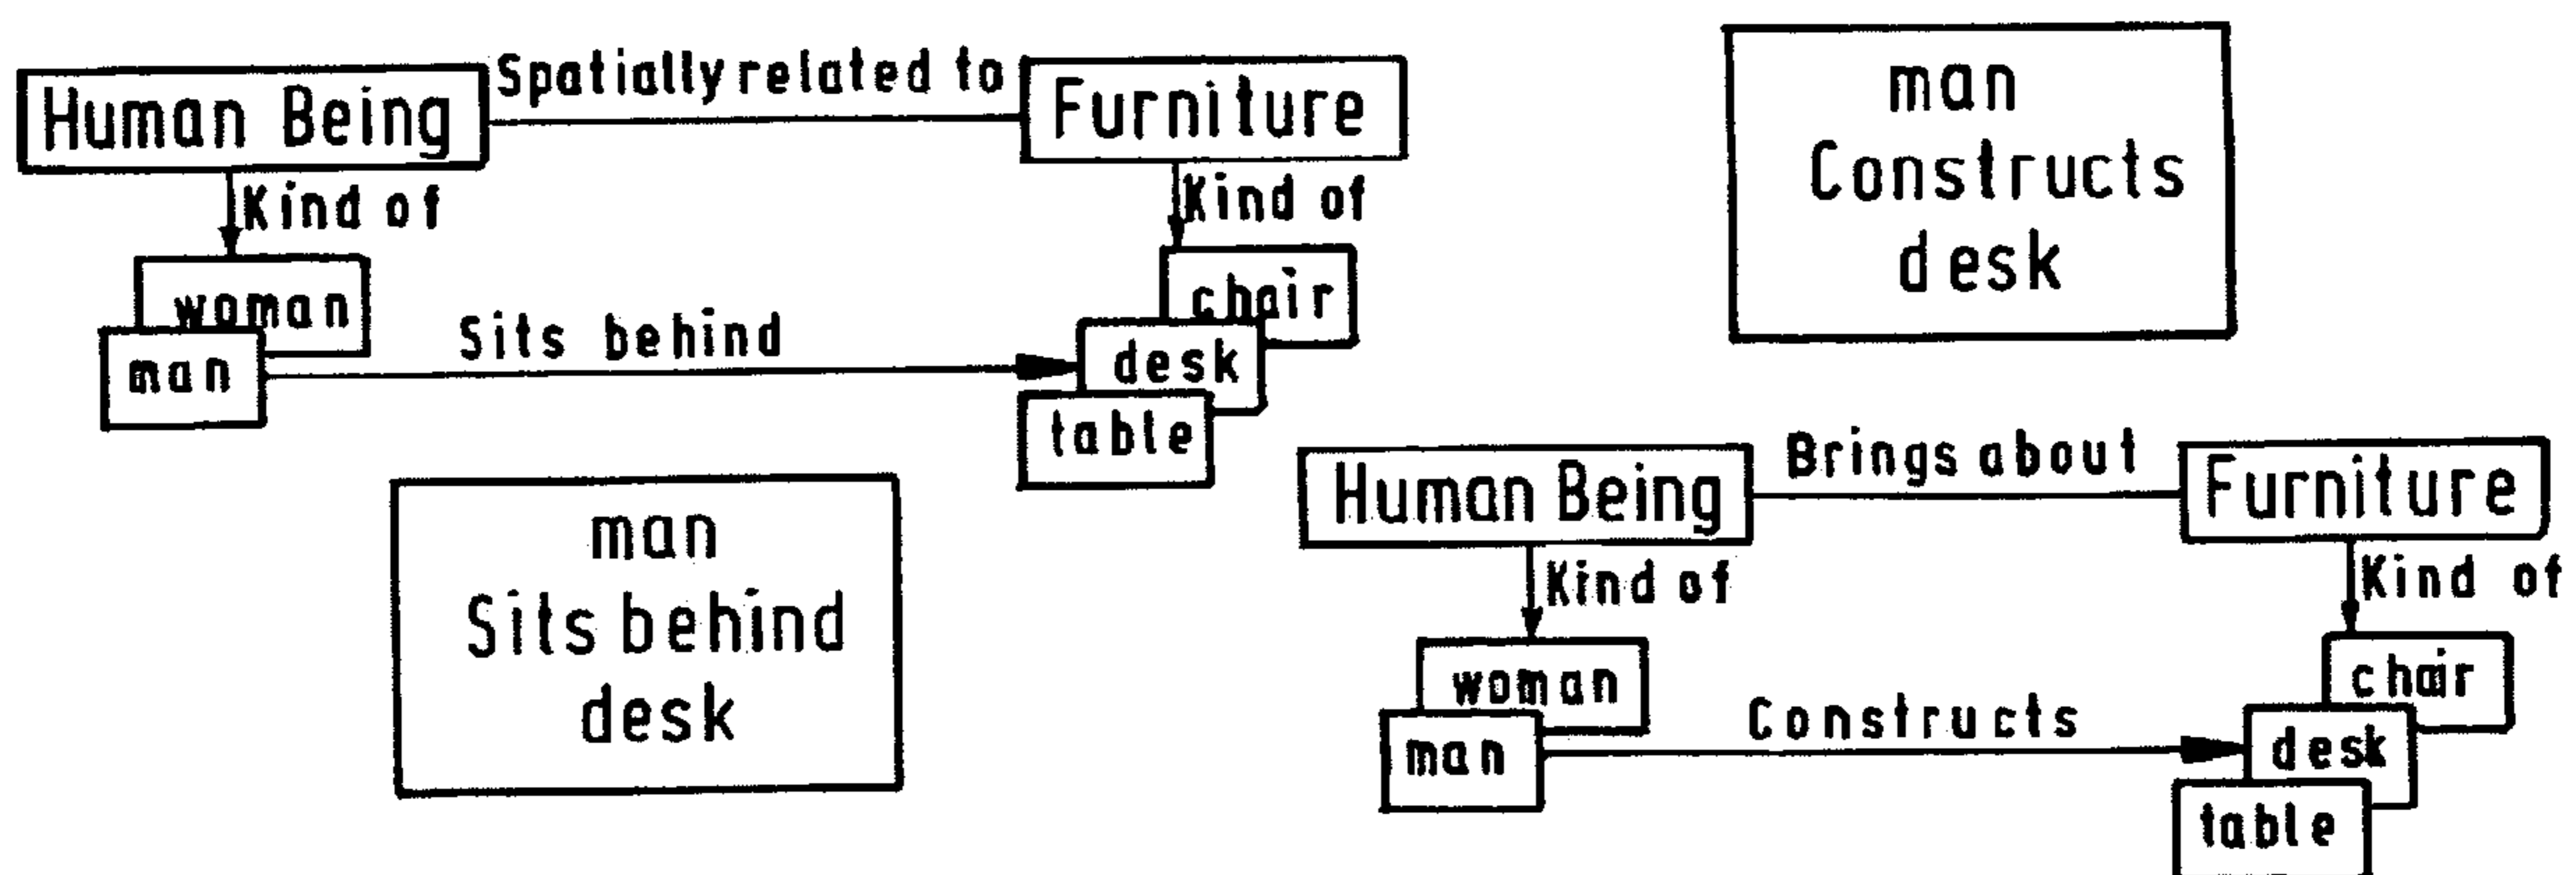 Spatially related to
Human Being
Furniture
Kind of
Kind of
woman
chair
Sits behind
man
desk
table
man
Sits behind
desk
man
Constructs
desk
Brings about
Human Being
Furniture
Kind of
Kind of
woman
chair
Constructs
man
desk
table